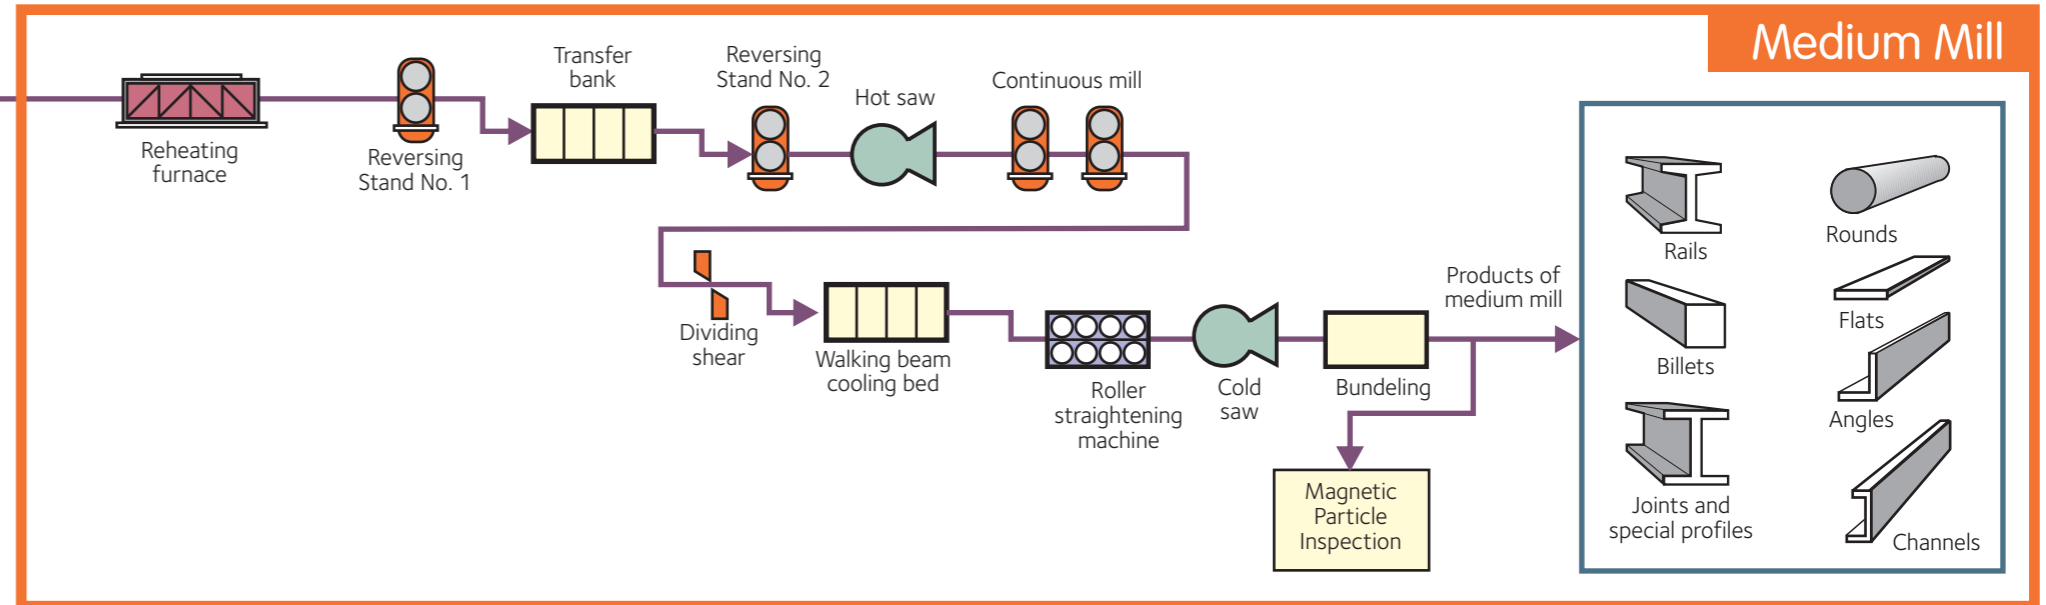 Medium Mill
Reheating
furnace
Reversing
Stand No. 1
Transfer
bank
Reversing
Stand No. 2
Hot saw
Continuous mill
Dividing
shear
Walking beam
cooling bed
Roller
straightening
machine
Cold
saw
Bundeling
Products of
medium mill
Magnetic
Particle
Inspection
Rails
Billets
Joints and
special profiles
Rounds
Flats
Angles
Channels